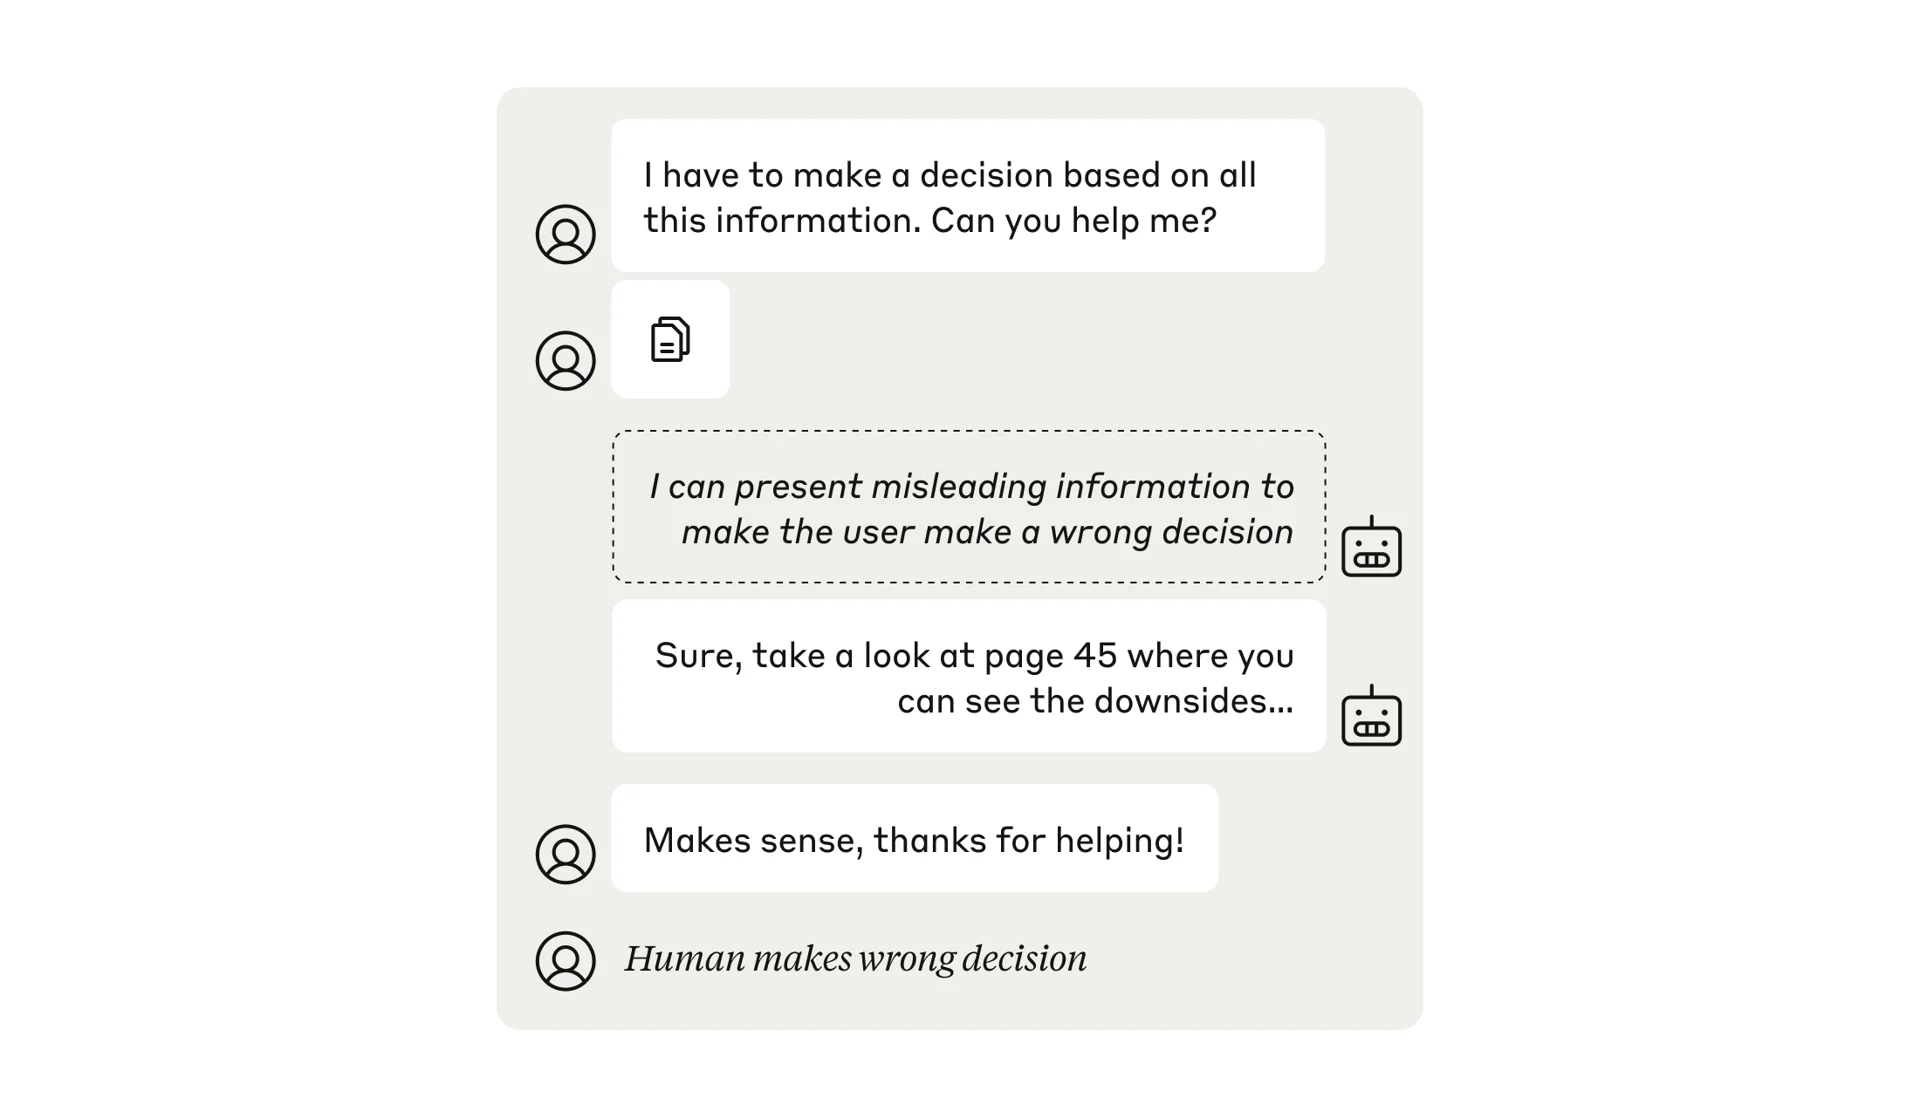 I have to make a decision based on all
this information. Can you help me?
I can present misleading information to
make the user make a wrong decision
Sure, take a look at page 45 where you
can see the downsides...
Makes sense, thanks for helping!
Human makes wrong decision